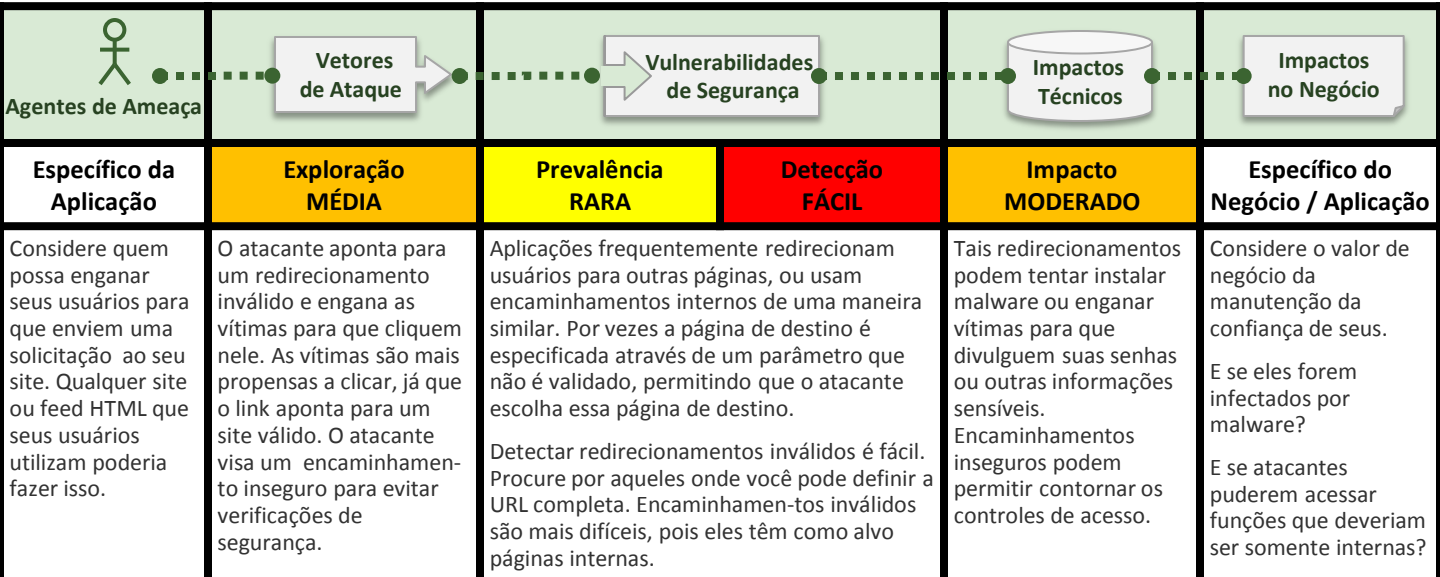 Agentes de Ameaça
Vetores
de Ataque
Vulnerabilidades
de Segurança
Impactos
Técnicos
Impactos
no Negócio
Específico da
Aplicação
Exploração
MÉDIA
Prevalência
RARA
Detecção
FÁCIL
Impacto
MODERADO
Específico do
Negócio / Aplicação
Considere quem
possa enganar
seus usuários para
que enviem uma
solicitação ao seu
site. Qualquer site
ou feed HTML que
seus usuários
utilizam poderia
fazer isso.
O atacante aponta para
um redirecionamento
inválido e engana as
vítimas para que cliquem
nele. As vítimas são mais
propensas a clicar, já que
o link aponta para um
site válido. O atacante
visa um encaminhamen-
to inseguro para evitar
verificações de
segurança.
Aplicações frequentemente redirecionam
usuários para outras páginas, ou usam
encaminhamentos internos de uma maneira
similar. Por vezes a página de destino é
especificada através de um parâmetro que
não é validado, permitindo que o atacante
escolha essa página de destino.
Detectar redirecionamentos inválidos é fácil.
Procure por aqueles onde você pode definir a
URL completa. Encaminhamen-tos inválidos
são mais difíceis, pois eles têm como alvo
páginas internas.
Tais redirecionamentos
podem tentar instalar
malware ou enganar
vítimas para que
divulguem suas senhas
ou outras informações
sensíveis.
Encaminhamentos
inseguros podem
permitir contornar os
controles de acesso.
Considere o valor de
negócio da
manutenção da
confiança de seus.
E se eles forem
infectados por
malware?
E se atacantes
puderem acessar
funções que deveriam
ser somente internas?